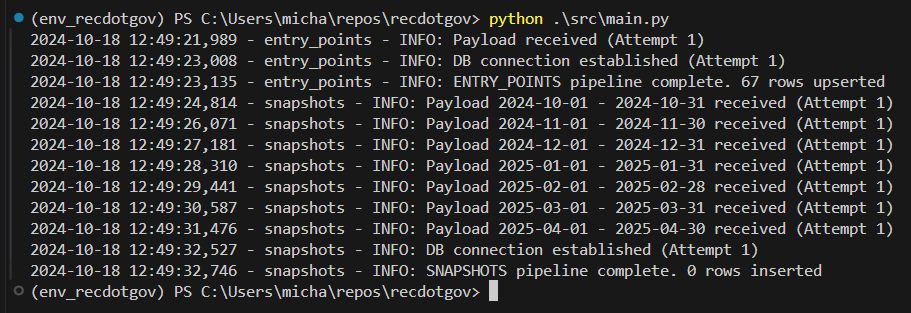 (env_recdotgov) PS C:\Users\micha\repos\recdotgov> python .\src\main.py
2024-10-18 12:49:21,989 - entry_points - INFO: Payload received (Attempt 1)
2024-10-18 12:49:23,008 - entry_points - INFO: DB connection established (Attempt 1)
2024-10-18 12:49:23,135 - entry_points - INFO: ENTRY_POINTS pipeline complete. 67 rows upserted
2024-10-18 12:49:24,814 - snapshots - INFO: Payload 2024-10-01 - 2024-10-31 received (Attempt 1)
2024-10-18 12:49:26,071 - snapshots - INFO: Payload 2024-11-01 - 2024-11-30 received (Attempt 1)
2024-10-18 12:49:27,181 - snapshots - INFO: Payload 2024-12-01 - 2024-12-31 received (Attempt 1)
2024-10-18 12:49:28,310 - snapshots - INFO: Payload 2025-01-01 - 2025-01-31 received (Attempt 1)
2024-10-18 12:49:29,441 - snapshots - INFO: Payload 2025-02-01 - 2025-02-28 received (Attempt 1)
2024-10-18 12:49:30,587 - snapshots - INFO: Payload 2025-03-01 - 2025-03-31 received (Attempt 1)
2024-10-18 12:49:31,476 - snapshots - INFO: Payload 2025-04-01 - 2025-04-30 received (Attempt 1)
2024-10-18 12:49:32,527 - snapshots - INFO: DB connection established (Attempt 1)
2024-10-18 12:49:32,746 - snapshots - INFO: SNAPSHOTS pipeline complete. 0 rows inserted
(env_recdotgov) PS C:\Users\micha\repos\recdotgov>